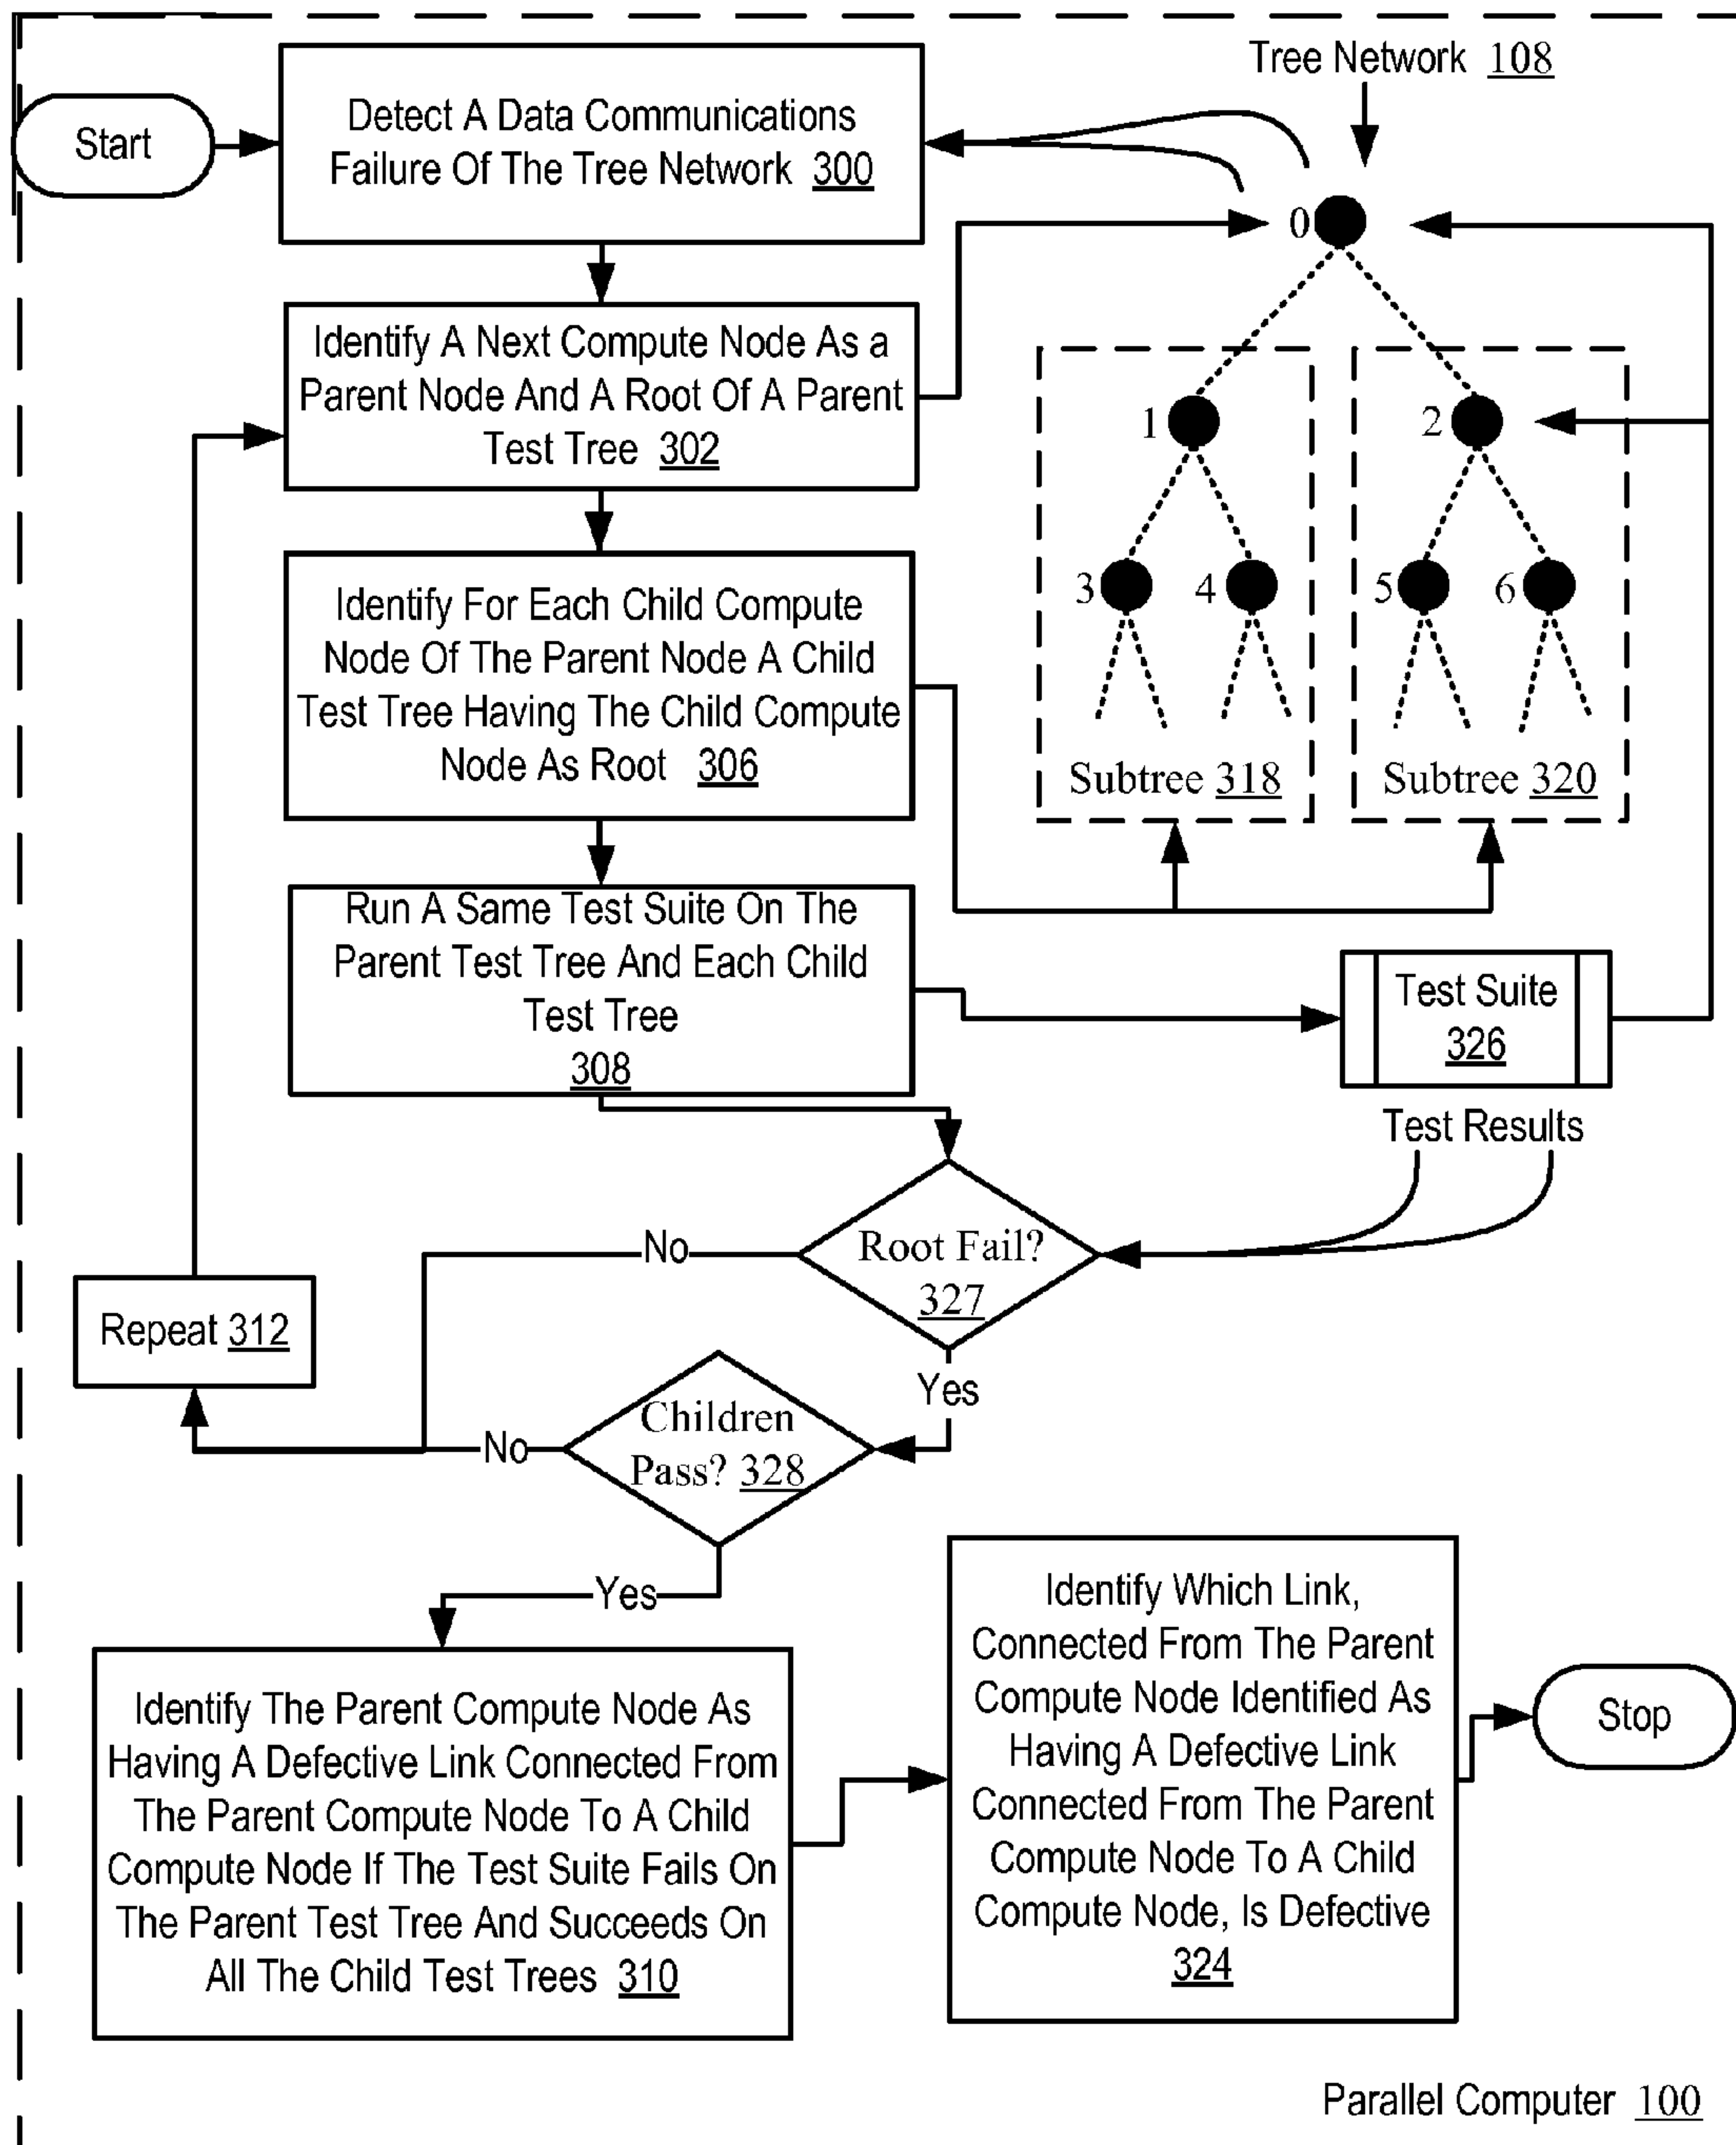 Tree Network 108
Start
Detect A Data Communications
Failure Of The Tree Network 300
0
Identify A Next Compute Node As a
Parent Node And A Root Of A Parent
Test Tree 302
1
2
3
4
5
6
Identify For Each Child Compute
Node Of The Parent Node A Child
Test Tree Having The Child Compute
Node As Root 306
Subtree 318
Subtree 320
Run A Same Test Suite On The
Parent Test Tree And Each Child
Test Tree
308
Test Suite
326
Test Results
Root Fail?
327
No
Yes
Repeat 312
Children
Pass? 328
No
Yes
Identify The Parent Compute Node As
Having A Defective Link Connected From
The Parent Compute Node To A Child
Compute Node If The Test Suite Fails On
The Parent Test Tree And Succeeds On
All The Child Test Trees 310
Identify Which Link,
Connected From The Parent
Compute Node Identified As
Having A Defective Link
Connected From The Parent
Compute Node To A Child
Compute Node, Is Defective
324
Stop
Parallel Computer 100